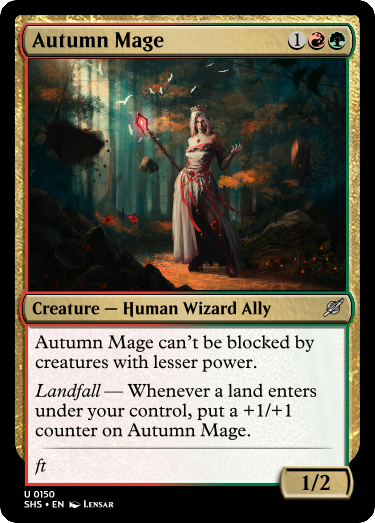 Autumn Mage 1
Creature — Human Wizard Ally
Autumn Mage can't be blocked by
creatures with lesser power.
Landfall — Whenever a land enters
under your control, put a +1/+1
counter on Autumn Mage.
ft
1/2
U 0150
SHS • EN Lensar